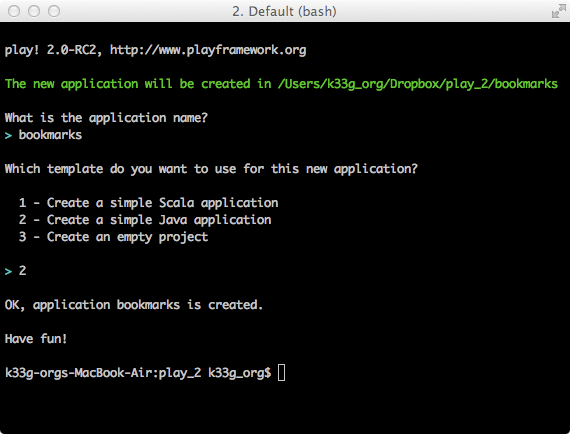 2. Default (bash)
play! 2.0-RC2, http://www.playframework.org
The new application will be created in /Users/k33g_org/Dropbox/play_2/bookmarks
What is the application name?
> bookmarks
Which template do you want to use for this new application?
1 - Create a simple Scala application
2 - Create a simple Java application
3 - Create an empty project
> 2
OK, application bookmarks is created.
Have fun!
k33g-orgs-MacBook-Air:play_2 k33g_org$